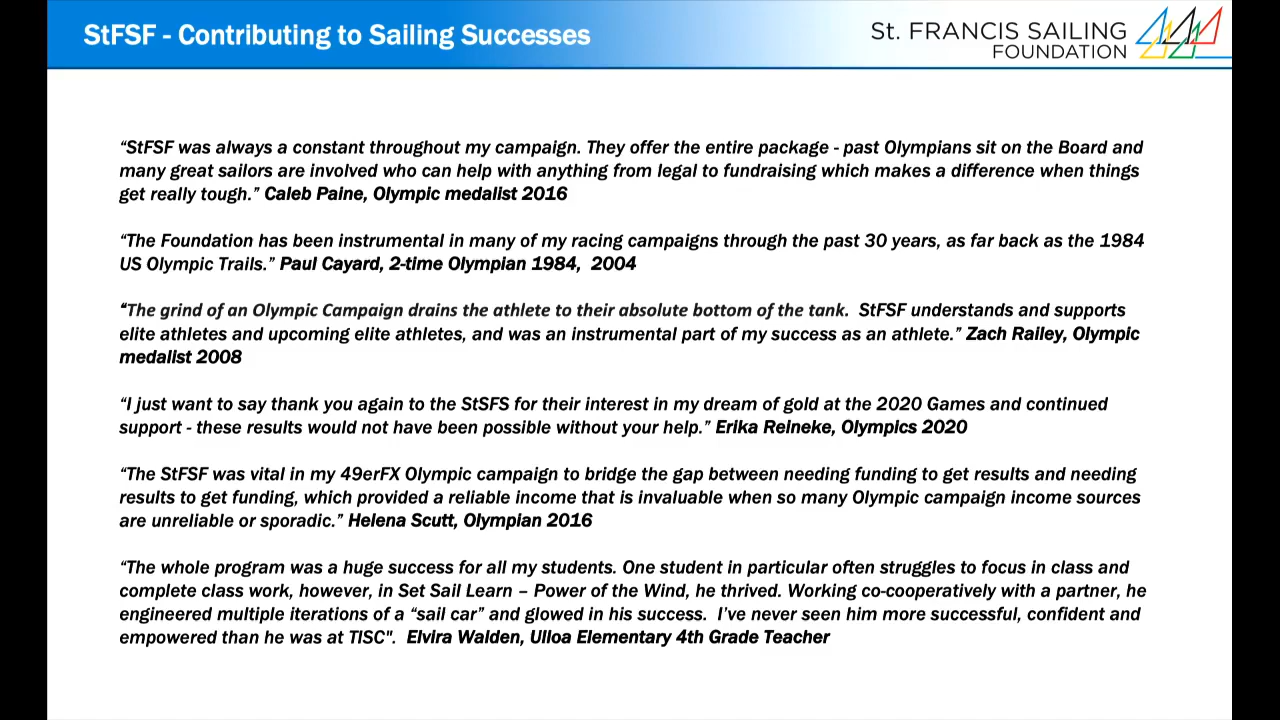 StFSF - Contributing to Sailing Successes
St. FRANCIS SAILING
FOUNDATION
“StFSF was always a constant throughout my campaign. They offer the entire package - past Olympians sit on the Board and
many great sailors are involved who can help with anything from legal to fundraising which makes a difference when things
get really tough.” Caleb Paine, Olympic medalist 2016
“The Foundation has been instrumental in many of my racing campaigns through the past 30 years, as far back as the 1984
US Olympic Trails.” Paul Cayard, 2-time Olympian 1984,  2004
“The grind of an Olympic Campaign drains the athlete to their absolute bottom of the tank.  StFSF understands and supports
elite athletes and upcoming elite athletes, and was an instrumental part of my success as an athlete.” Zach Railey, Olympic
medalist 2008
“I just want to say thank you again to the StSFS for their interest in my dream of gold at the 2020 Games and continued
support - these results would not have been possible without your help.” Erika Reineke, Olympics 2020
“The StFSF was vital in my 49erFX Olympic campaign to bridge the gap between needing funding to get results and needing
results to get funding, which provided a reliable income that is invaluable when so many Olympic campaign income sources
are unreliable or sporadic.” Helena Scutt, Olympian 2016
“The whole program was a huge success for all my students. One student in particular often struggles to focus in class and
complete class work, however, in Set Sail Learn – Power of the Wind, he thrived. Working co-cooperatively with a partner, he
engineered multiple iterations of a “sail car” and glowed in his success.  I’ve never seen him more successful, confident and
empowered than he was at TISC".  Elvira Walden, Ulloa Elementary 4th Grade Teacher